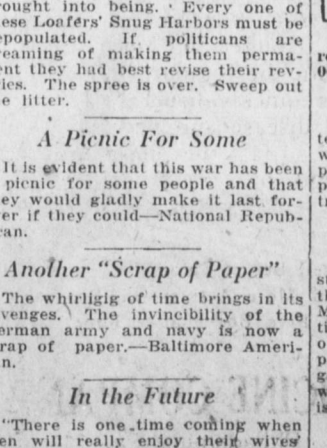 rought into being. Every one of
ese Loafers' Snug Harbors must be
epopulated. If politicans are
reaming of making them perma-
ent they had best revise their rev-
ies. The spree is over. Sweep out
e litter.
A Picnic For Some
It is evident that this war has been
picnic for some people and that
ey would gladly make it last for-
er if they could—National Repub-
can.
Another "Scrap of Paper"
The whirligig of time brings in its
venges. The invincibility of the
erman army and navy is now a
rap of paper.—Baltimore Ameri-
n.
In the Future
"There is one time coming when
en will really enjoy their wives'